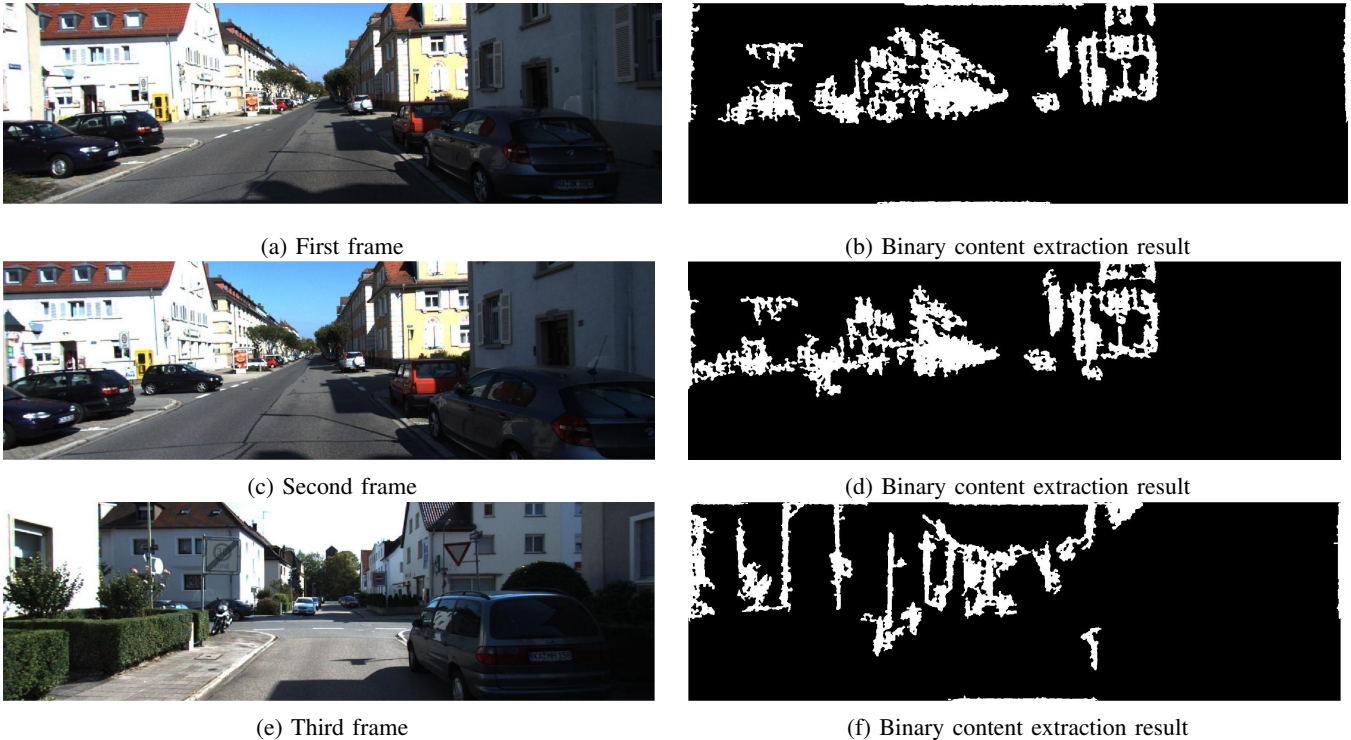 (a) First frame
(b) Binary content extraction result
(c) Second frame
(d) Binary content extraction result
(e) Third frame
(f) Binary content extraction result